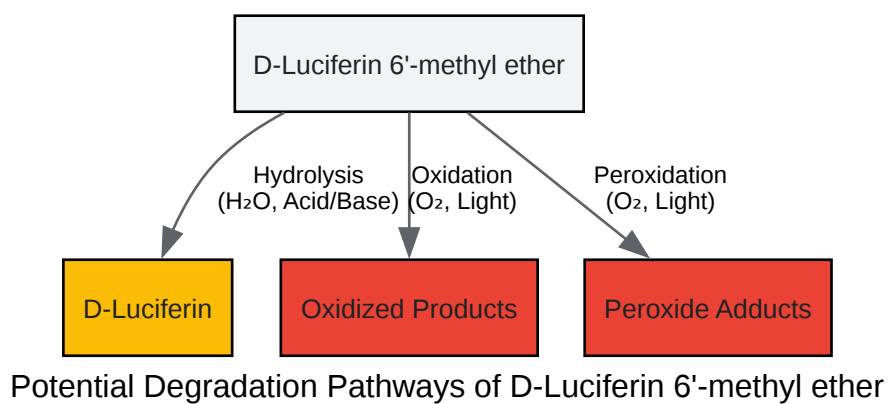 D-Luciferin 6'-methyl ether
Hydrolysis
(H₂O, Acid/Base)
Oxidation
(O₂, Light)
Peroxidation
(O₂, Light)
D-Luciferin
Oxidized Products
Peroxide Adducts
Potential Degradation Pathways of D-Luciferin 6'-methyl ether